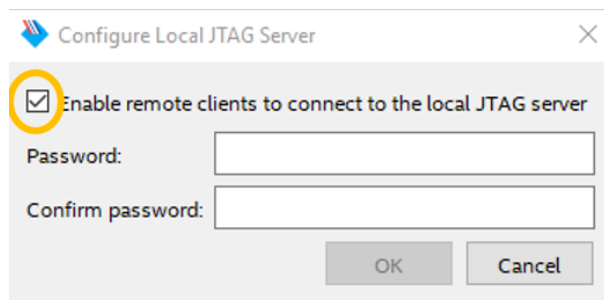 Configure Local JTAG Server
Enable remote clients to connect to the local JTAG server
Password:
Confirm password:
OK Cancel